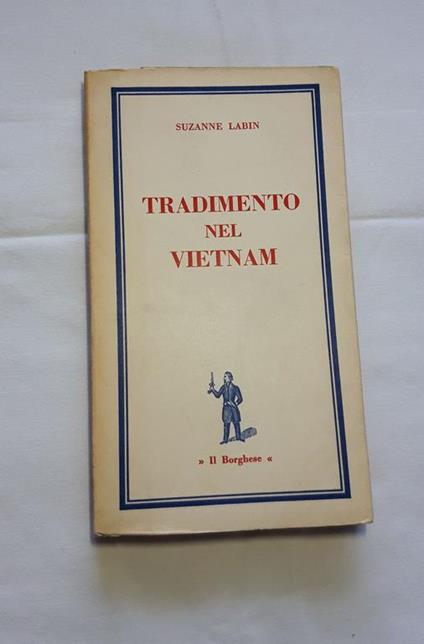 SUZANNE LABIN
TRADIMENTO
NEL
VIETNAM
» Il Borghese «